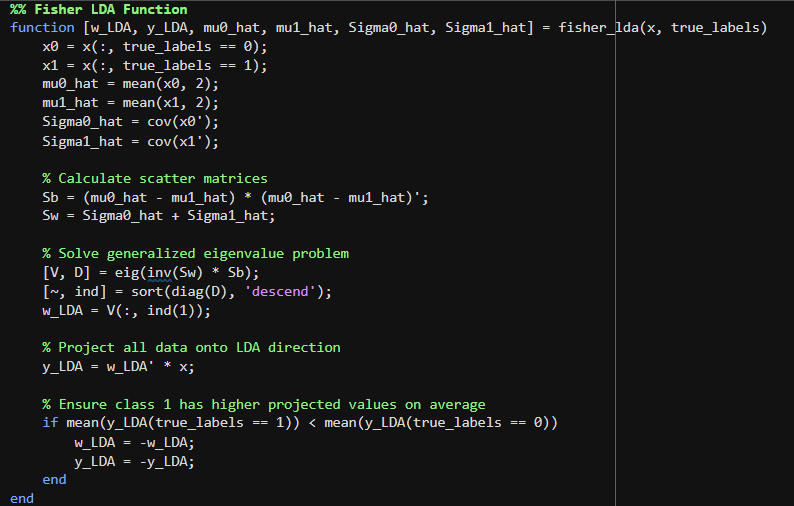 %% Fisher LDA Function
function [w_LDA, y_LDA, mu0_hat, mu1_hat, Sigma0_hat, Sigma1_hat] = fisher_lda(x, true_labels)
    x0 = x(:, true_labels == 0);
    x1 = x(:, true_labels == 1);
    mu0_hat = mean(x0, 2);
    mu1_hat = mean(x1, 2);
    Sigma0_hat = cov(x0');
    Sigma1_hat = cov(x1');

    % Calculate scatter matrices
    Sb = (mu0_hat - mu1_hat) * (mu0_hat - mu1_hat)';
    Sw = Sigma0_hat + Sigma1_hat;

    % Solve generalized eigenvalue problem
    [V, D] = eig(inv(Sw) * Sb);
    [~, ind] = sort(diag(D), 'descend');
    w_LDA = V(:, ind(1));

    % Project all data onto LDA direction
    y_LDA = w_LDA' * x;

    % Ensure class 1 has higher projected values on average
    if mean(y_LDA(true_labels == 1)) < mean(y_LDA(true_labels == 0))
        w_LDA = -w_LDA;
        y_LDA = -y_LDA;
    end
end